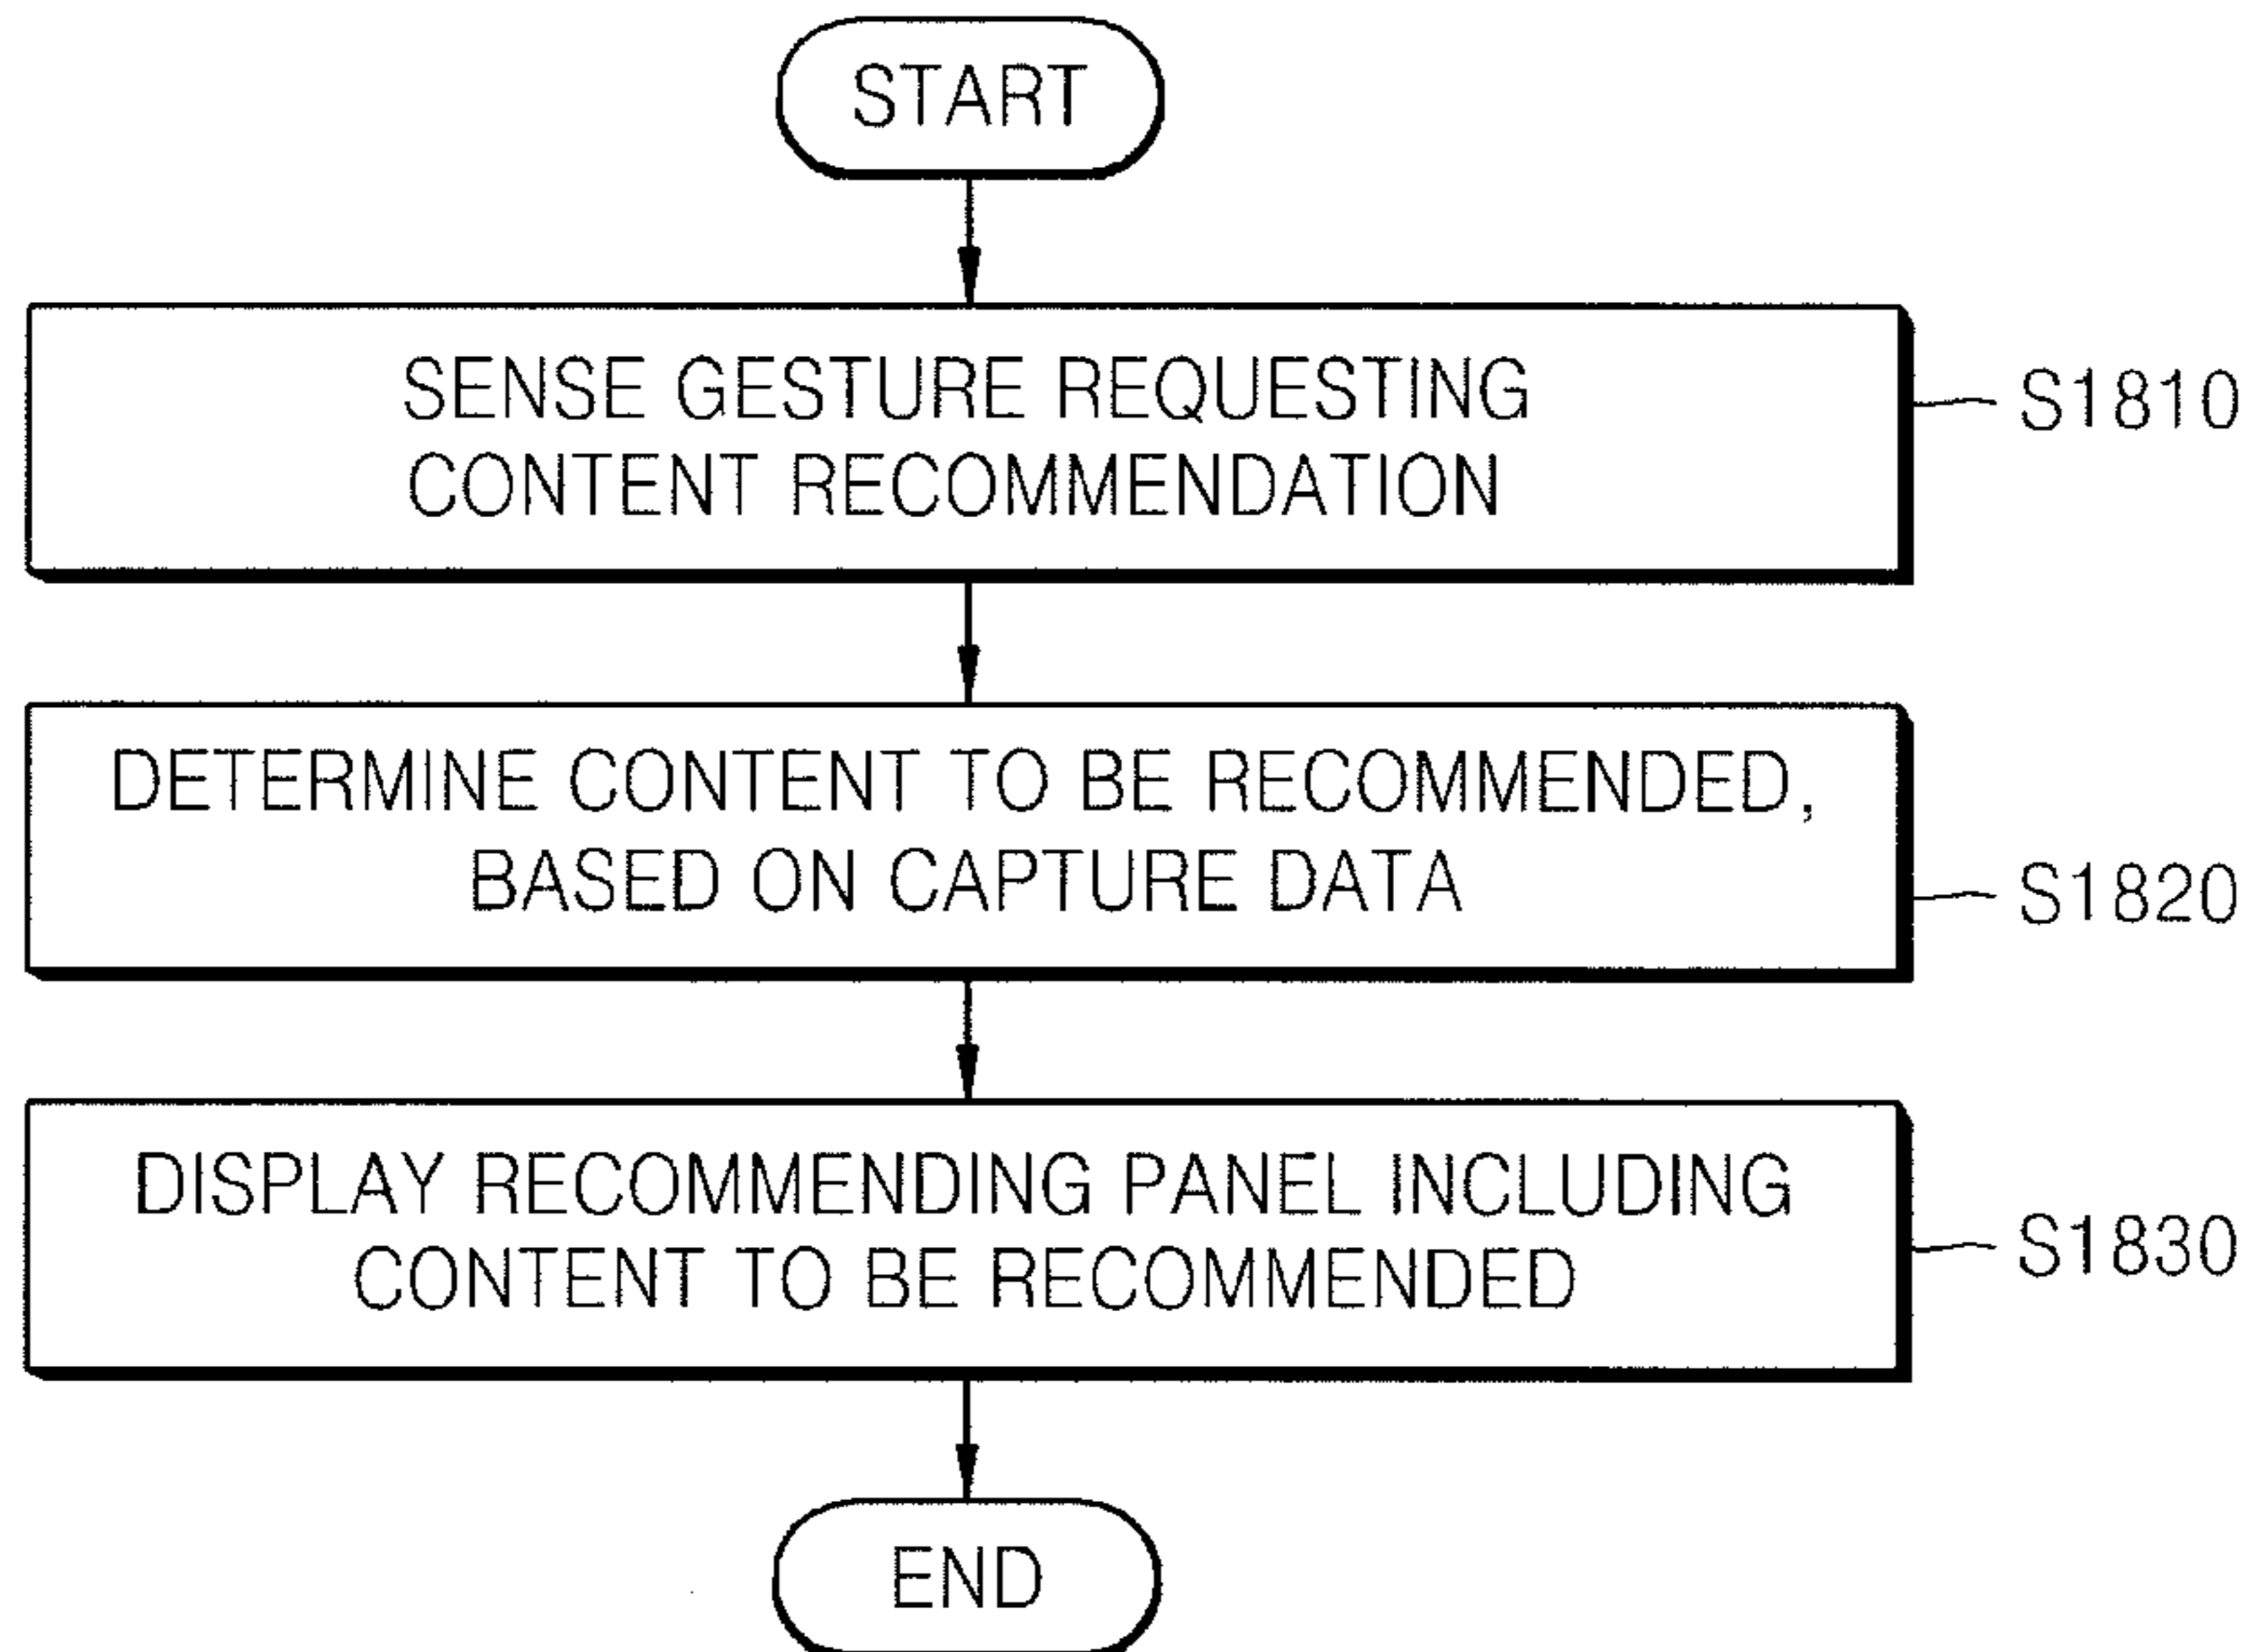 START
SENSE GESTURE REQUESTING
CONTENT RECOMMENDATION
S1810
DETERMINE CONTENT TO BE RECOMMENDED,
BASED ON CAPTURE DATA
S1820
DISPLAY RECOMMENDING PANEL INCLUDING
CONTENT TO BE RECOMMENDED
S1830
END